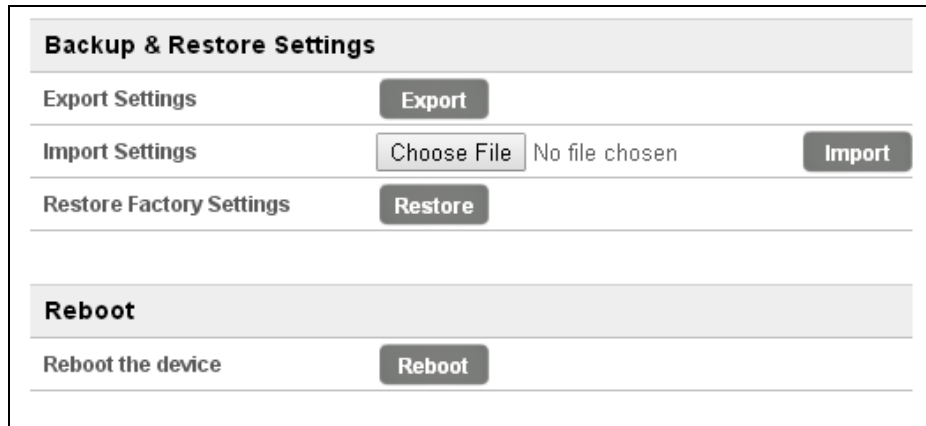 Backup & Restore Settings
Export Settings Export
Import Settings Choose File No file chosen Import
Restore Factory Settings Restore
Reboot
Reboot the device Reboot